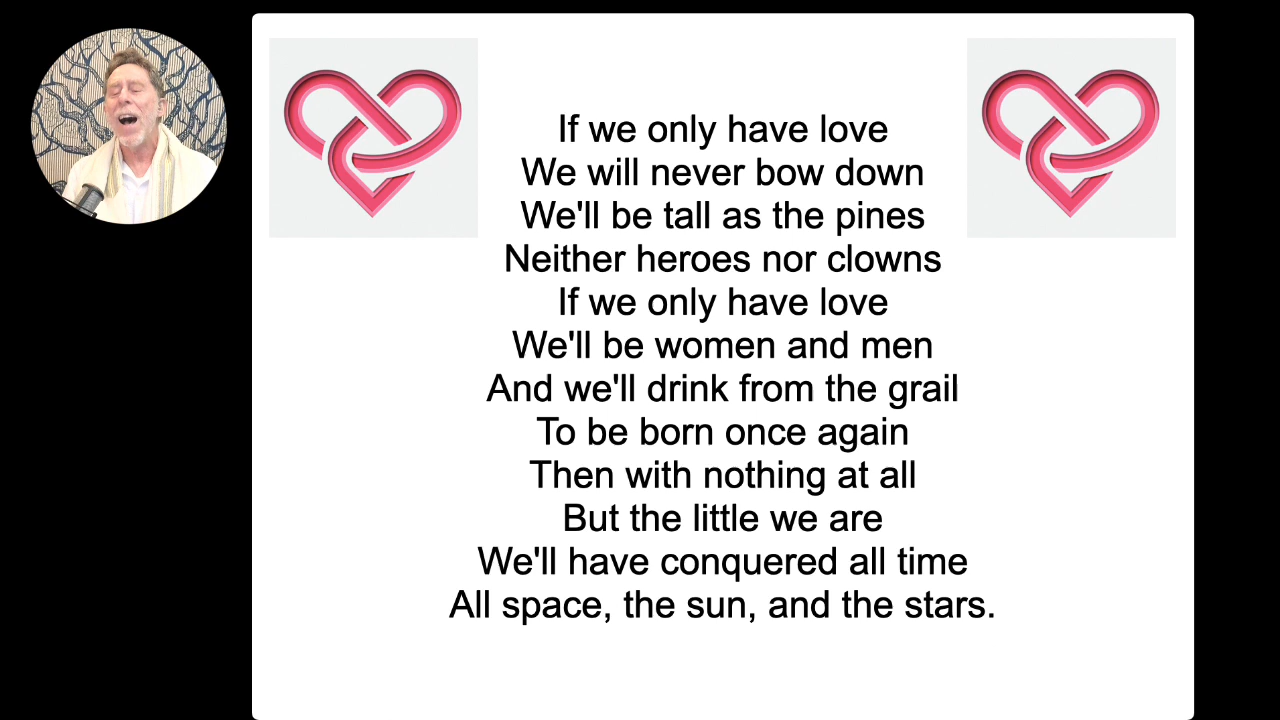 If we only have love
We will never bow down
We'll be tall as the pines
Neither heroes nor clowns
If we only have love
We'll be women and men
And we'll drink from the grail
To be born once again
Then with nothing at all
But the little we are
We'll have conquered all time
All space, the sun, and the stars.